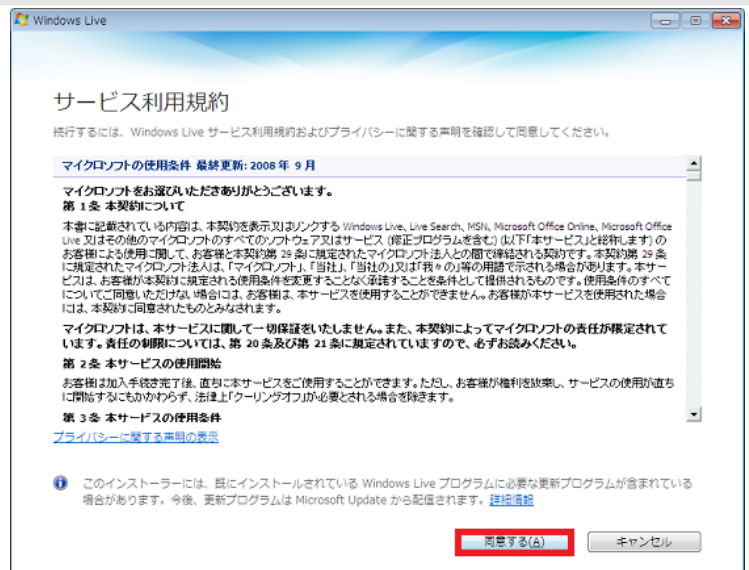 Windows Live
サービス利用規約
続行するには、Windows Live サービス利用規約およびプライバシーに関する声明を確認して同意してください。
マイクロソフトの使用条件 最終更新: 2008 年 9 月
マイクロソフトをお選びいただきありがとうございます。
第 1 条 本契約について
本書に記載されている内容は、本契約を表示又はリンクする Windows Live、Live Search、MSN、Microsoft Office Online、Microsoft Office
Live 又はその他のマイクロソフトのすべてのソフトウェア又はサービス (修正プログラムを含む) (以下「本サービス」と総称します) の
お客様による使用に関して、お客様と本契約第 29 条に規定されたマイクロソフト法人との間で締結される契約です。本契約第 29 条
に規定されたマイクロソフト法人は、「マイクロソフト」、「当社」、「当社の」又は「我々の」等の用語で示される場合があります。本サー
ビスは、お客様が本契約に規定される使用条件を変更することなく承諾することを条件として提供されるものです。使用条件のすべて
についてご同意いただけない場合には、お客様は、本サービスを使用することができません。お客様が本サービスを使用された場合
には、本契約に同意されたものとみなされます。
マイクロソフトは、本サービスに関して一切保証をいたしません。また、本契約によってマイクロソフトの責任が限定されて
います。責任の制限については、第 20 条及び第 21 条に規定されていますので、必ずお読みください。
第 2 条 本サービスの使用開始
お客様は加入手続き完了後、直ちに本サービスをご使用することができます。ただし、お客様が権利を放棄し、サービスの使用が直ち
に開始するにもかかわらず、法律上「クーリングオフ」が必要とされる場合を除きます。
第 3 条 本サービスの使用条件
プライバシーに関する声明の表示
このインストーラーには、既にインストールされている Windows Live プログラムに必要な更新プログラムが含まれている
場合があります。今後、更新プログラムは Microsoft Update から配信されます。詳細情報
同意する(A)
キャンセル